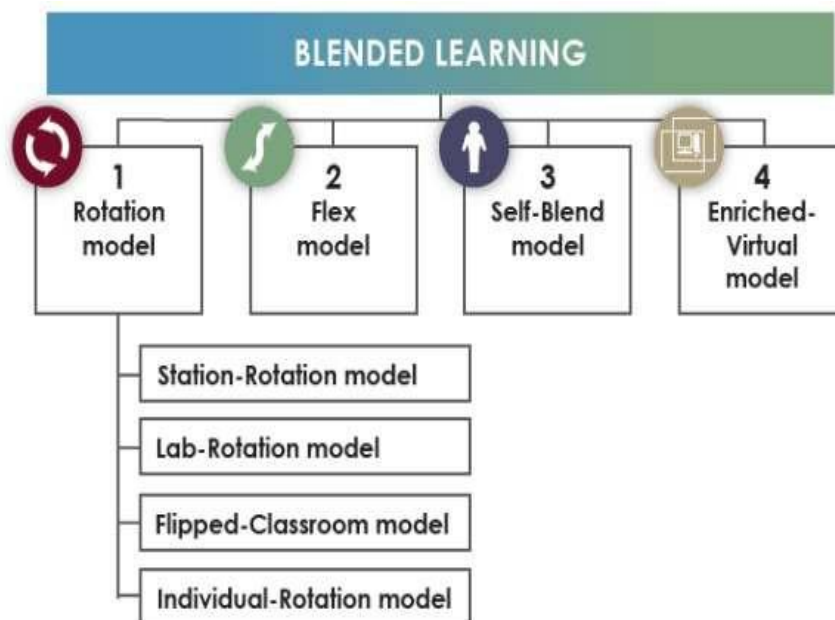 BLENDED LEARNING
1
Rotation
model
2
Flex
model
3
Self-Blend
model
4
Enriched-
Virtual
model
Station-Rotation model
Lab-Rotation model
Flipped-Classroom model
Individual-Rotation model